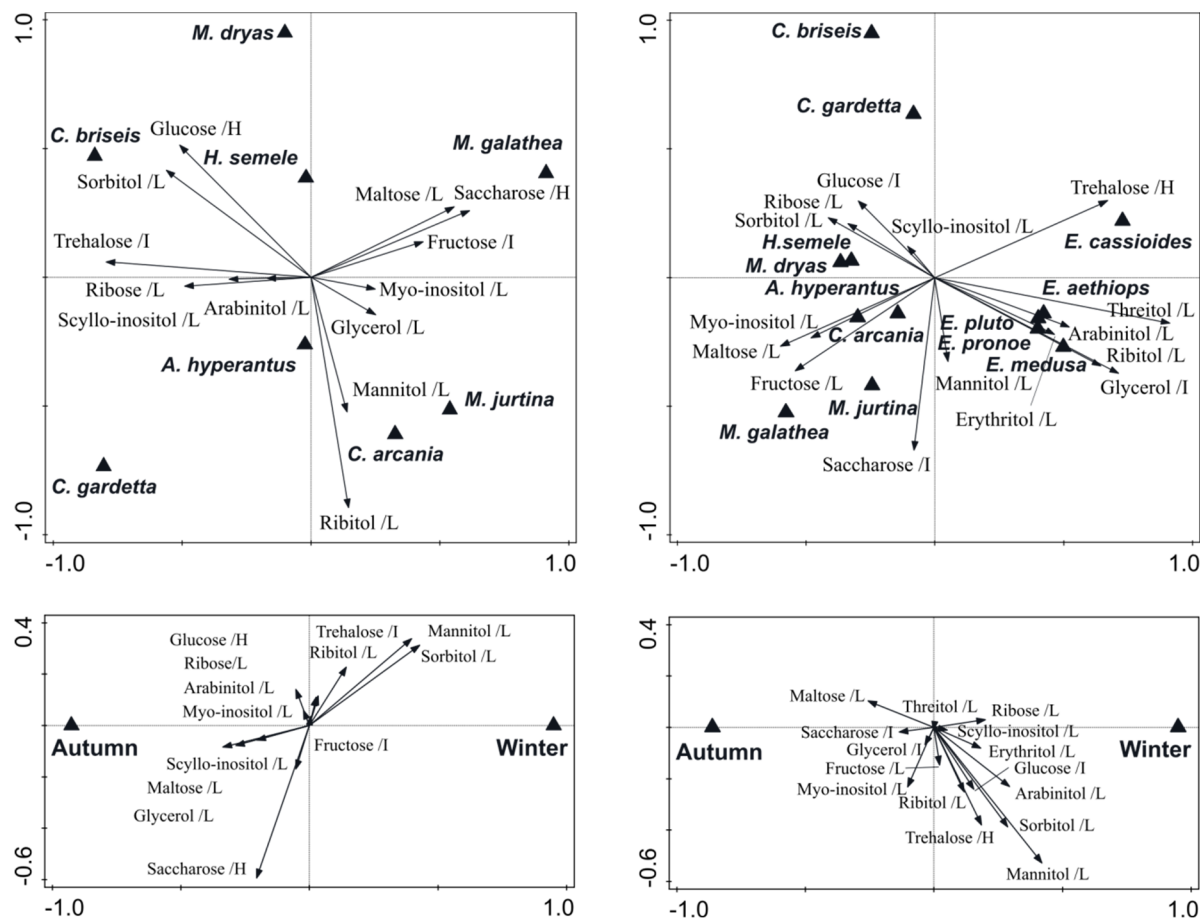 1.0
M. dryas
C. briseis
Glucose /H
H. semele
M. galathea
Sorbitol /L
Maltose /L
Saccharose /H
Trehalose /I
Fructose /I
Ribose /L
Myo-inositol /L
Arabinitol /L
Scyllo-inositol /L
Glycerol /L
A. hyperantus
Mannitol /L
M. jurtina
C. arcania
C. gardetta
Ribitol /L
-1.0
-1.0
1.0
1.0
C. briseis
C. gardetta
Glucose /I
Trehalose /H
Ribose /L
Sorbitol /L
Scyllo-inositol /L
H.semele
E. cassioides
M. dryas
A. hyperantus
E. aethiops
Threitol /L
Myo-inositol /L
E. pluto
C. arcania
Arabinitol /L
E. pronoe
Maltose /L
Ribitol /L
E. medusa
Fructose /L
Mannitol /L
Glycerol /I
M. jurtina
Erythritol /L
M. galathea
Saccharose /I
-1.0
-1.0
1.0
0.4
Glucose /H
Trehalose /I
Mannitol /L
Ribose/L
Ribitol /L
Sorbitol /L
Arabinitol /L
Myo-inositol /L
Autumn
Fructose /I
Winter
Scyllo-inositol /L
Maltose /L
Glycerol /L
Saccharose /H
-0.6
-1.0
1.0
0.4
Maltose /L
Threitol /L
Ribose /L
Saccharose /I
Scyllo-inositol /L
Autumn
Glycerol /I
Erythritol /L
Winter
Fructose /L
Glucose /I
Myo-inositol /L
Ribitol /L
Arabinitol /L
Trehalose /H
Sorbitol /L
Mannitol /L
-0.6
-1.0
1.0